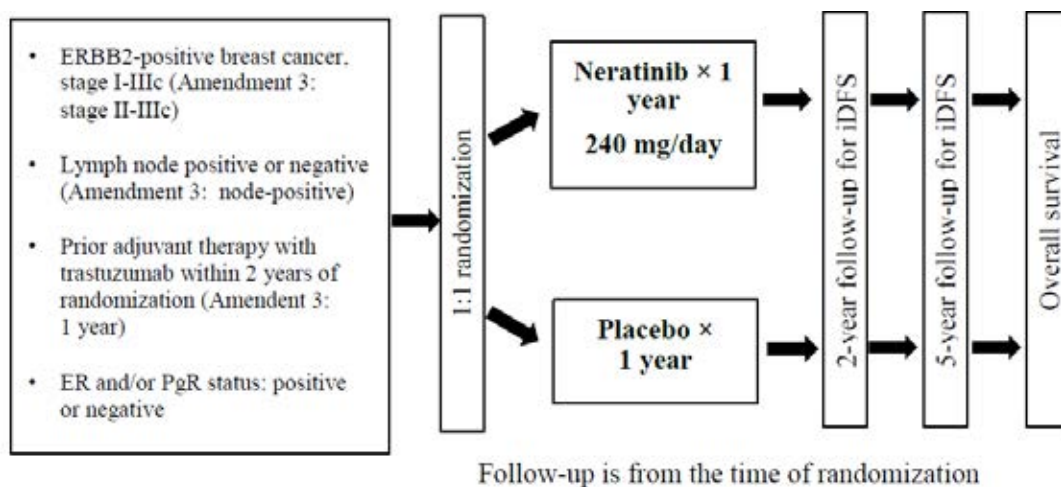 • ERBB2-positive breast cancer,
stage I-IIIc (Amendment 3:
stage II-IIIc)
• Lymph node positive or negative
(Amendment 3: node-positive)
• Prior adjuvant therapy with
trastuzumab within 2 years of
randomization (Amendent 3:
1 year)
• ER and/or PgR status: positive
or negative
1:1 randomization
Neratinib × 1
year
240 mg/day
Placebo ×
1 year
2-year follow-up for iDFS
5-year follow-up for iDFS
Overall survival
Follow-up is from the time of randomization